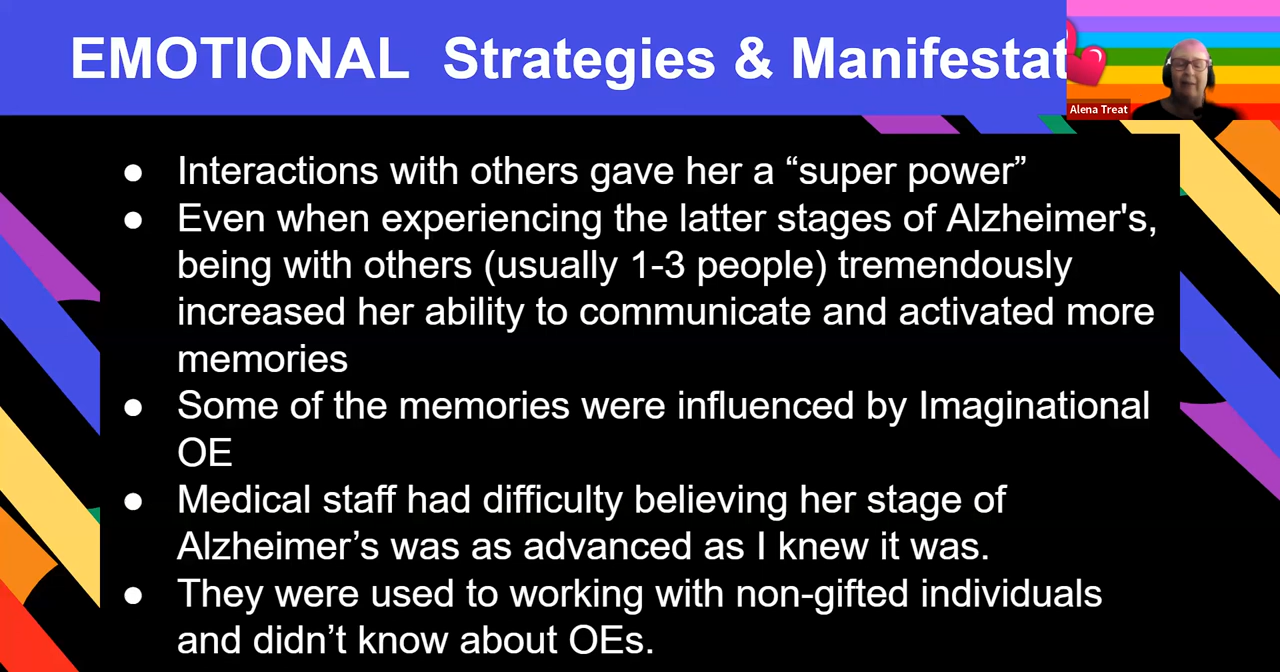 EMOTIONAL Strategies & Manifestat
Alena Treat
● Interactions with others gave her a “super power”
● Even when experiencing the latter stages of Alzheimer's,
being with others (usually 1-3 people) tremendously
increased her ability to communicate and activated more
memories
● Some of the memories were influenced by Imaginational
OE
● Medical staff had difficulty believing her stage of
Alzheimer’s was as advanced as I knew it was.
● They were used to working with non-gifted individuals
and didn’t know about OEs.